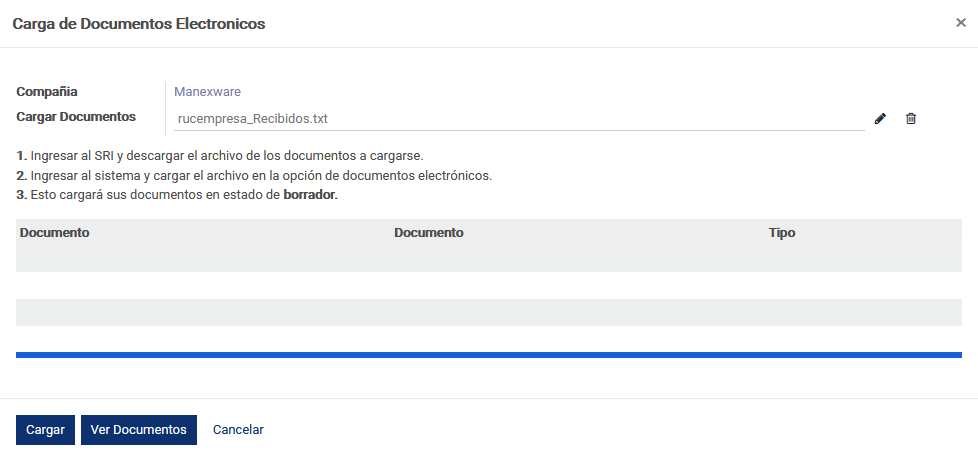 Carga de Documentos Electronicos
×
Compañia Manexware
Cargar Documentos rucempresa_Recibidos.txt
1. Ingresar al SRI y descargar el archivo de los documentos a cargarse.
2. Ingresar al sistema y cargar el archivo en la opción de documentos electrónicos.
3. Esto cargará sus documentos en estado de borrador.
Documento Documento Tipo
Cargar Ver Documentos Cancelar